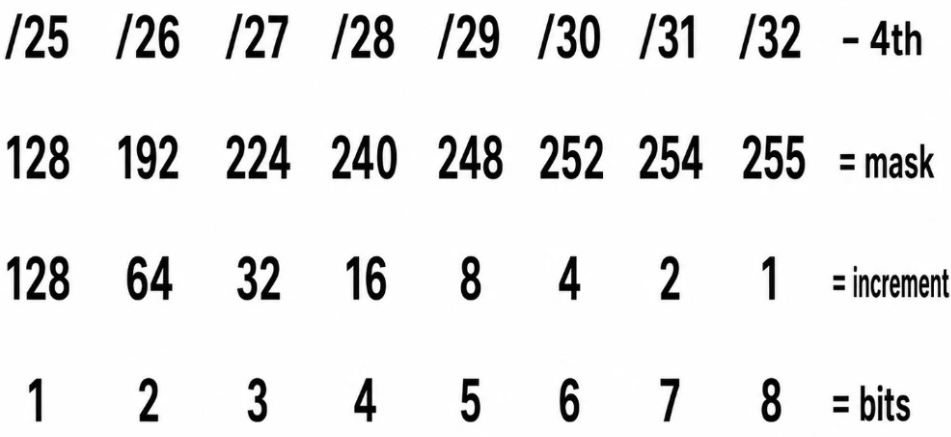 /25 /26 /27 /28 /29 /30 /31 /32 – 4th
128 192 224 240 248 252 254 255 = mask
128 64 32 16 8 4 2 1 = increment
1 2 3 4 5 6 7 8 = bits